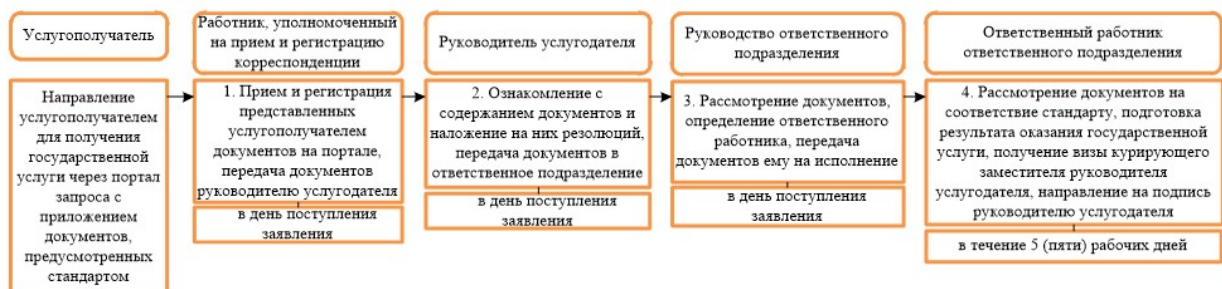 Услугополучатель
Работник, уполномоченный
на прием и регистрацию
корреспонденции
Руководитель услугодателя
Руководство ответственного
подразделения
Ответственный работник
ответственного подразделения
Направление
услугополучателем
для получения
государственной
услуги через портал
запроса с
приложением
документов,
предусмотренных
стандартом
1. Прием и регистрация
представленных
услугополучателем
документов на портале,
передача документов
руководителю услугодателя
в день поступления
заявления
2. Ознакомление с
содержанием документов и
наложение на них резолюций,
передача документов в
ответственное подразделение
в день поступления
заявления
3. Рассмотрение документов,
определение ответственного
работника, передача
документов ему на исполнение
в день поступления
заявления
4. Рассмотрение документов на
соответствие стандарту, подготовка
результата оказания государственной
услуги, получение визы курирующего
заместителя руководителя
услугодателя, направление на подпись
руководителю услугодателя
в течение 5 (пяти) рабочих дней